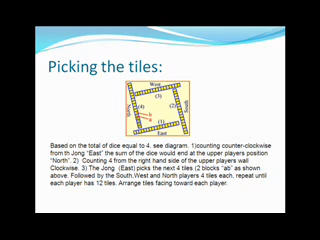 Picking the tiles:
West
(3)
North
(4)
(2)
South
a
b
(1)
East
Based on the total of dice equal to 4, see diagram. 1)counting counter-clockwise
from th Jong "East" the sum of the dice would end at the upper players position
"North". 2) Counting 4 from the right hand side of the upper players wall
Clockwise. 3) The Jong (East) picks the next 4 tiles (2 blocks "ab" as shown
above. Followed by the South,West and North players 4 tiles each, repeat until
each player has 12 tiles. Arrange tiles facing toward each player.